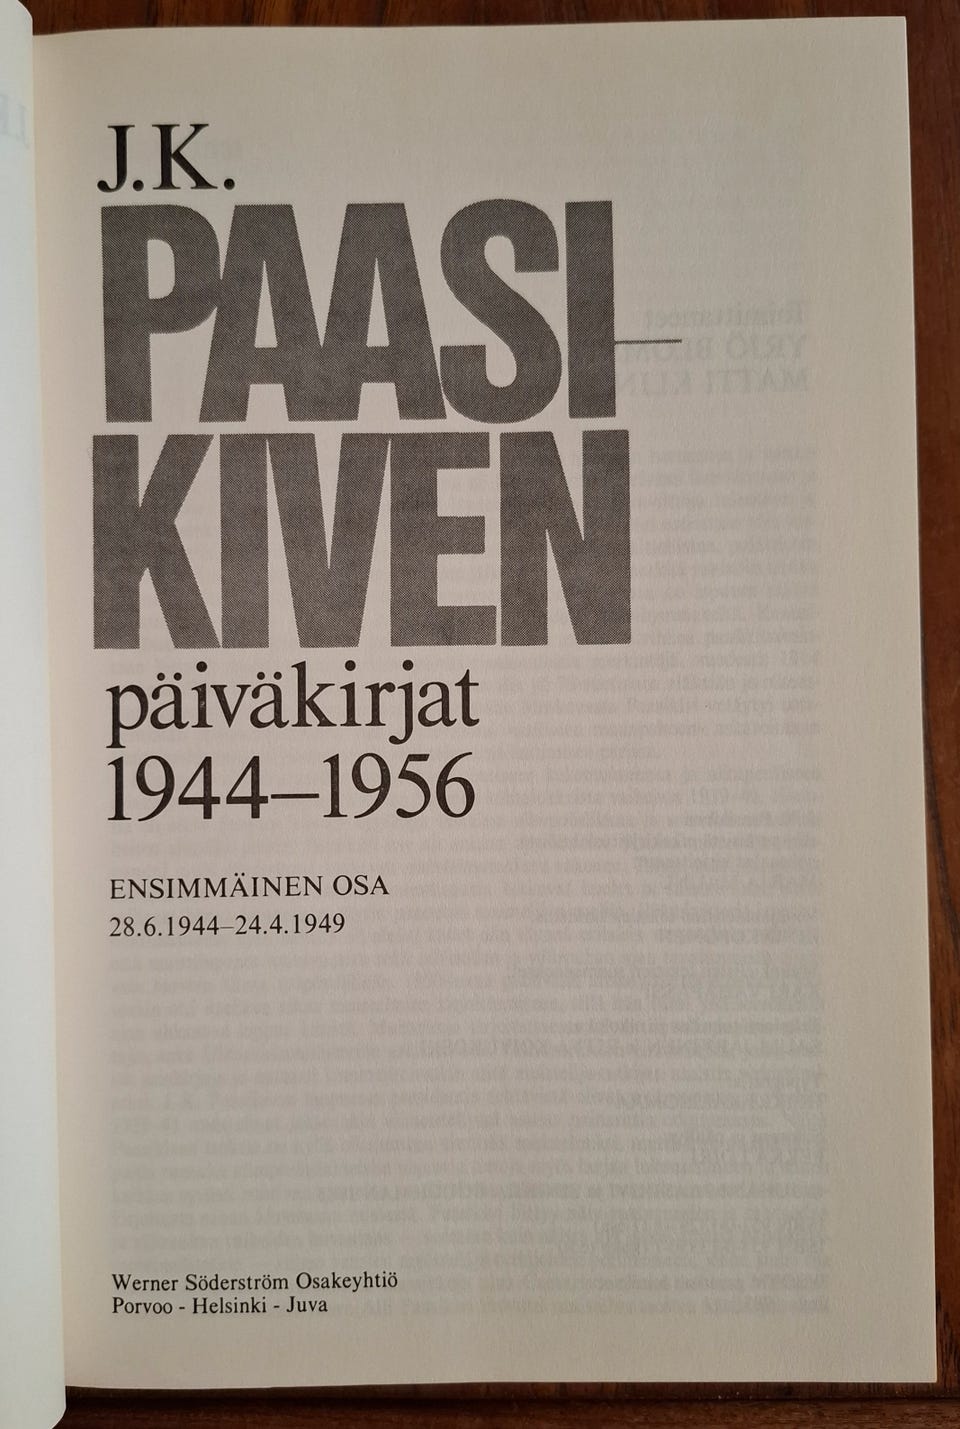 J.K.
PAASI-
KIVEN
päiväkirjat
1944–1956
ENSIMMÄINEN OSA
28.6.1944–24.4.1949
Werner Söderström Osakeyhtiö
Porvoo - Helsinki - Juva